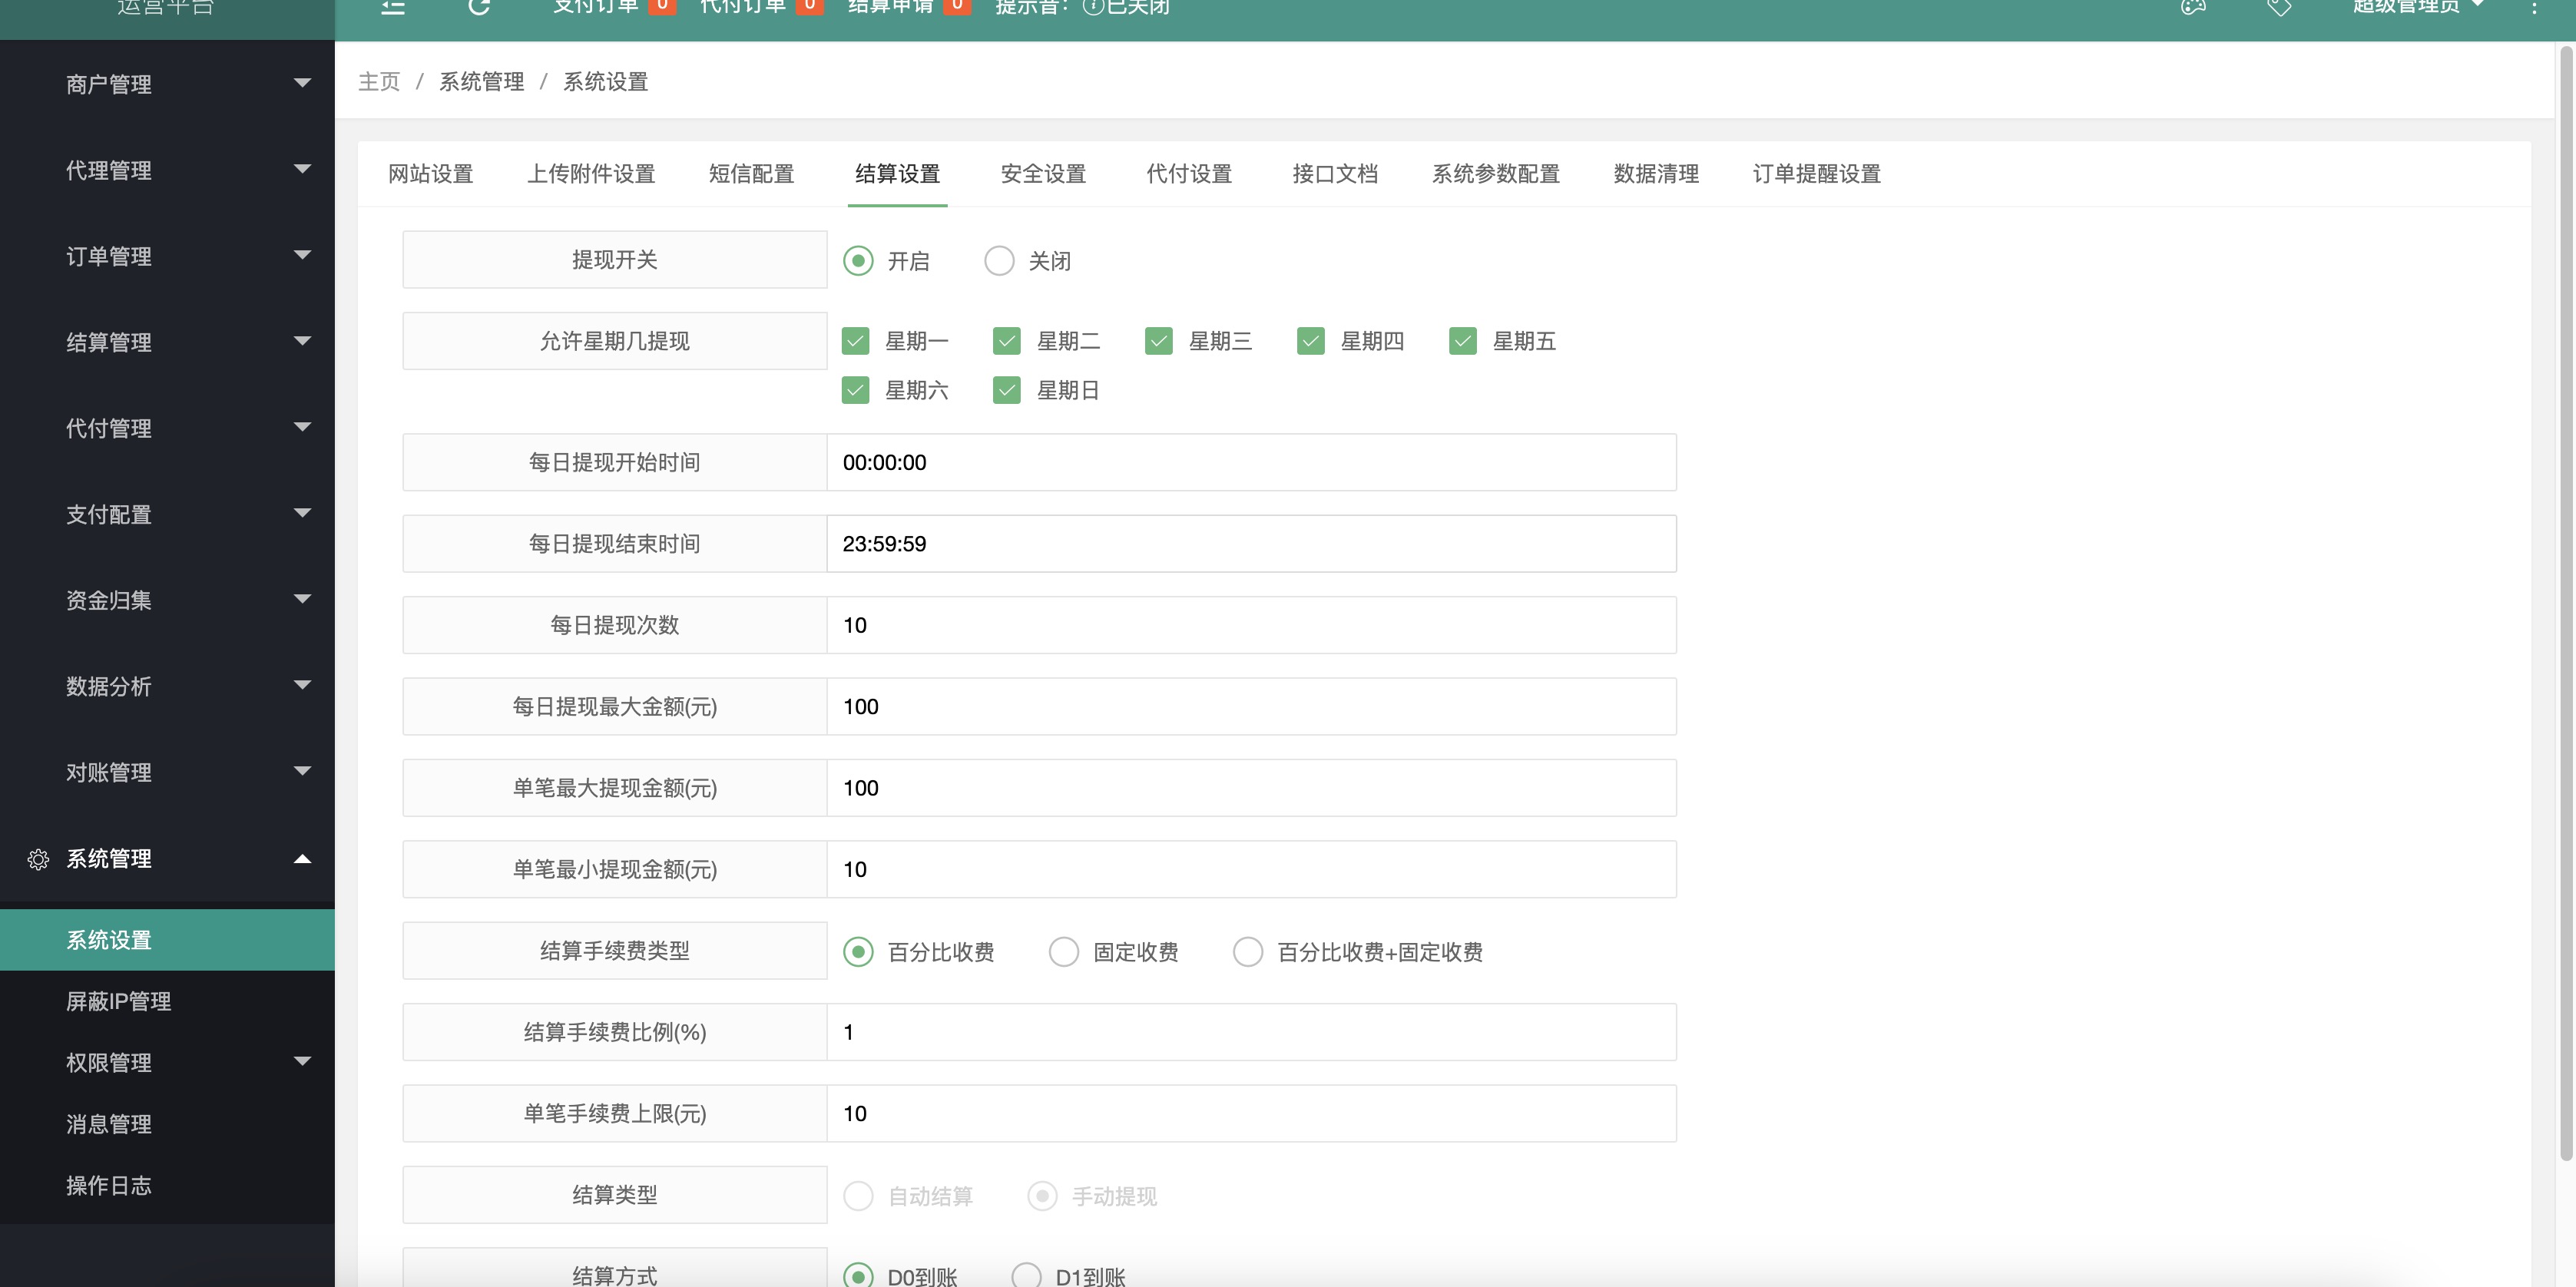 运营平台
支付订单 0 代付订单 0 结算申请 0 提示音： 已关闭 超级管理员
商户管理
代理管理
订单管理
结算管理
代付管理
支付配置
资金归集
数据分析
对账管理
系统管理
系统设置
屏蔽IP管理
权限管理
消息管理
操作日志
主页 / 系统管理 / 系统设置
网站设置 上传附件设置 短信配置 结算设置 安全设置 代付设置 接口文档 系统参数配置 数据清理 订单提醒设置
提现开关 开启 关闭
允许星期几提现 星期一 星期二 星期三 星期四 星期五
星期六 星期日
每日提现开始时间 00:00:00
每日提现结束时间 23:59:59
每日提现次数 10
每日提现最大金额(元) 100
单笔最大提现金额(元) 100
单笔最小提现金额(元) 10
结算手续费类型 百分比收费 固定收费 百分比收费+固定收费
结算手续费比例(%) 1
单笔手续费上限(元) 10
结算类型 自动结算 手动提现
结算方式 D0到账 D1到账